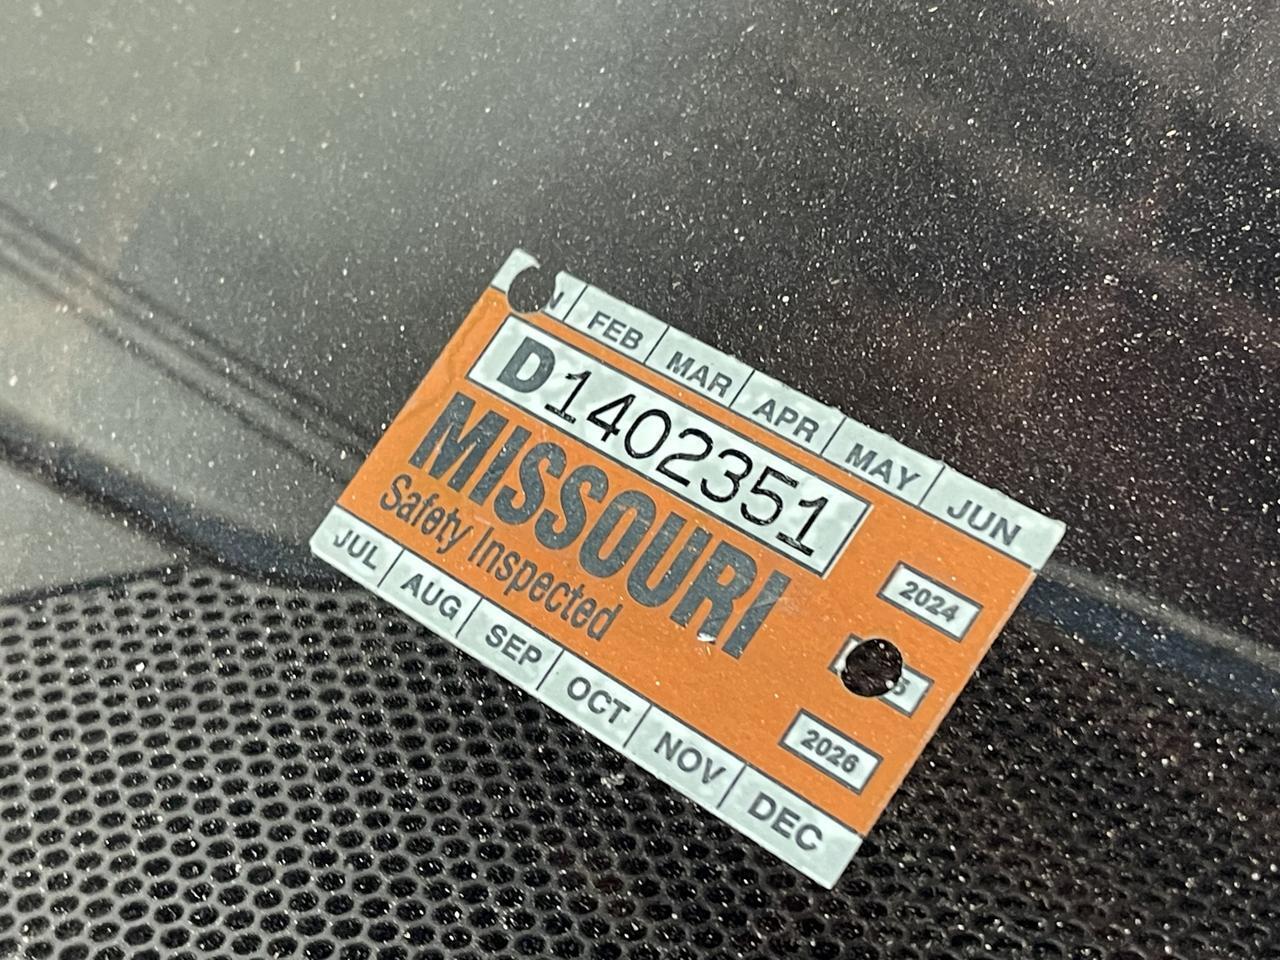 FEB MAR APR MAY JUN
D1402351
MISSOURI
Safety Inspected
2024
2026
JUL AUG SEP OCT NOV DEC